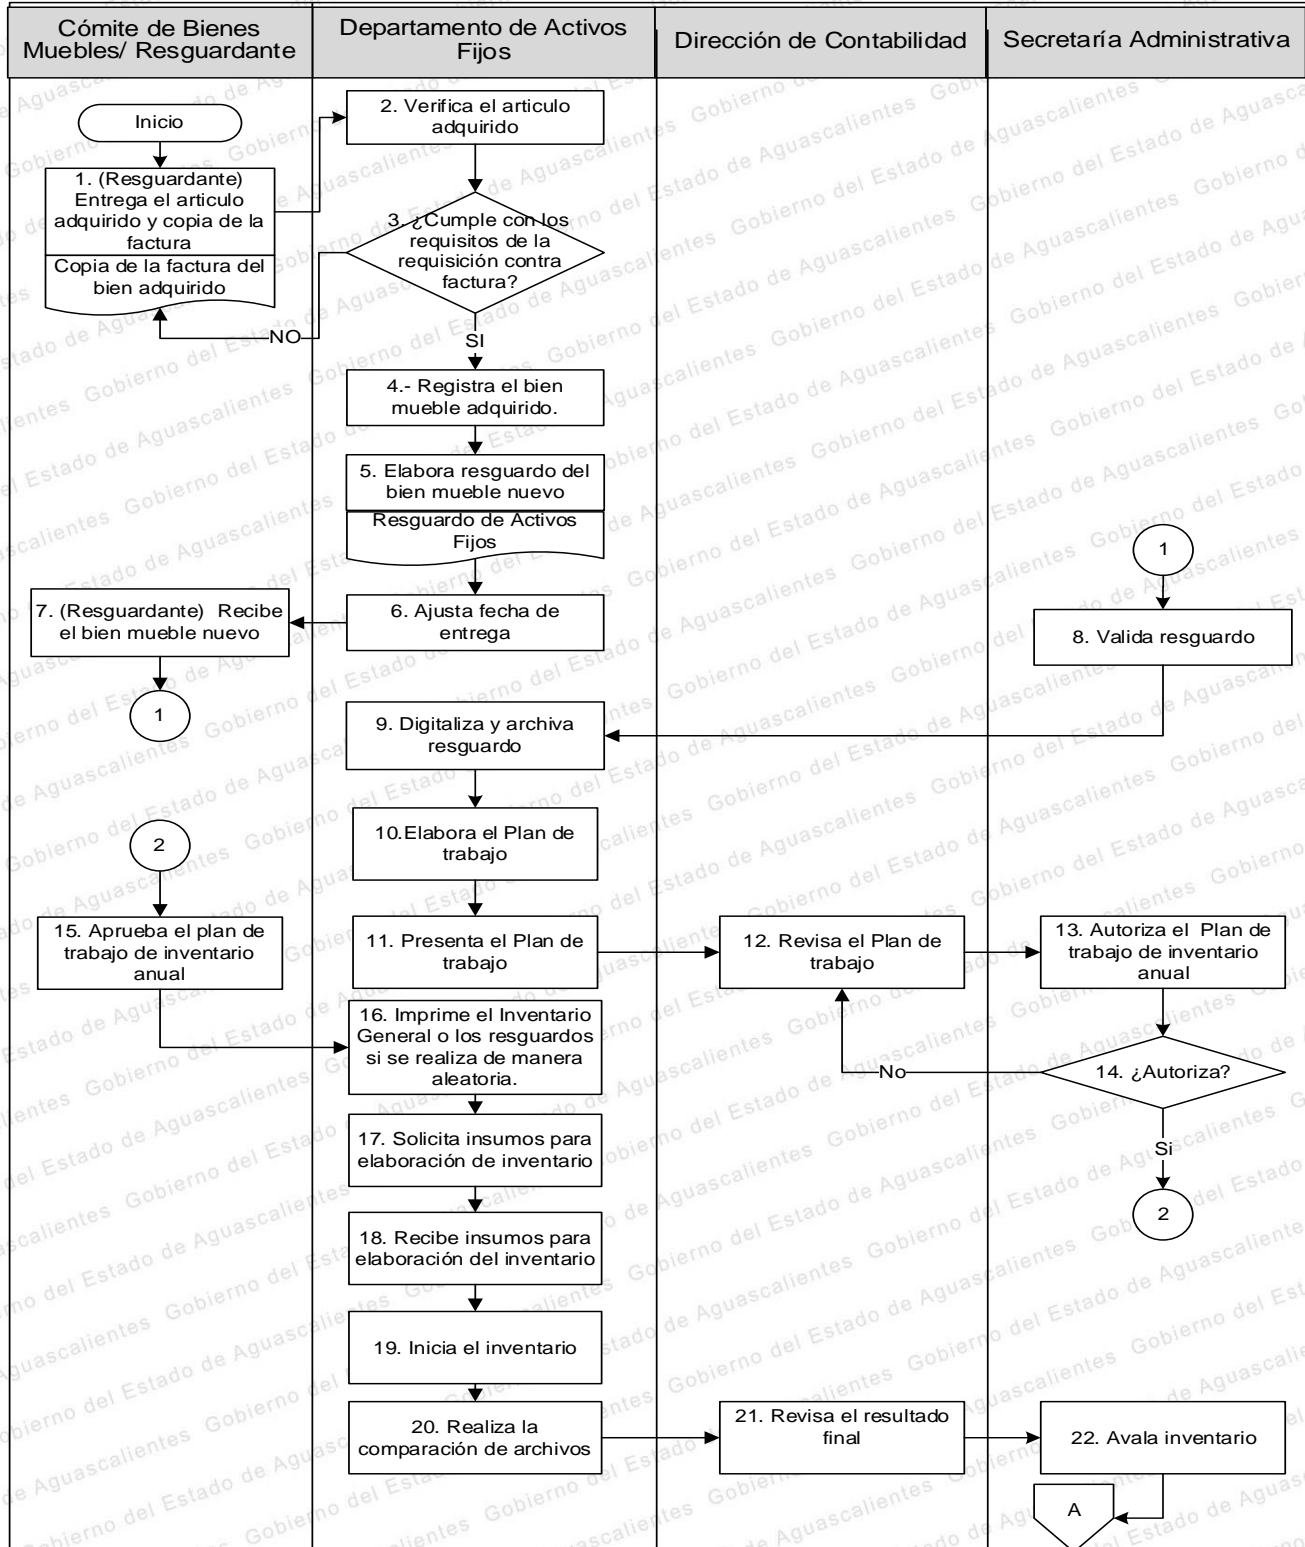 Cómite de Bienes
Muebles/ Resguardante
Departamento de Activos
Fijos
Dirección de Contabilidad
Secretaría Administrativa
Inicio
1. (Resguardante)
Entrega el articulo
adquirido y copia de la
factura
Copia de la factura del
bien adquirido
2. Verifica el articulo
adquirido
3. ¿Cumple con los
requisitos de la
requisición contra
factura?
NO
SI
4.- Registra el bien
mueble adquirido.
5. Elabora resguardo del
bien mueble nuevo
Resguardo de Activos
Fijos
6. Ajusta fecha de
entrega
7. (Resguardante) Recibe
el bien mueble nuevo
1
1
8. Valida resguardo
9. Digitaliza y archiva
resguardo
10.Elabora el Plan de
trabajo
11. Presenta el Plan de
trabajo
12. Revisa el Plan de
trabajo
13. Autoriza el Plan de
trabajo de inventario
anual
14. ¿Autoriza?
No
Si
2
2
15. Aprueba el plan de
trabajo de inventario
anual
16. Imprime el Inventario
General o los resguardos
si se realiza de manera
aleatoria.
17. Solicita insumos para
elaboración de inventario
18. Recibe insumos para
elaboración del inventario
19. Inicia el inventario
20. Realiza la
comparación de archivos
21. Revisa el resultado
final
22. Avala inventario
A
Gobierno del Estado de Aguascalientes